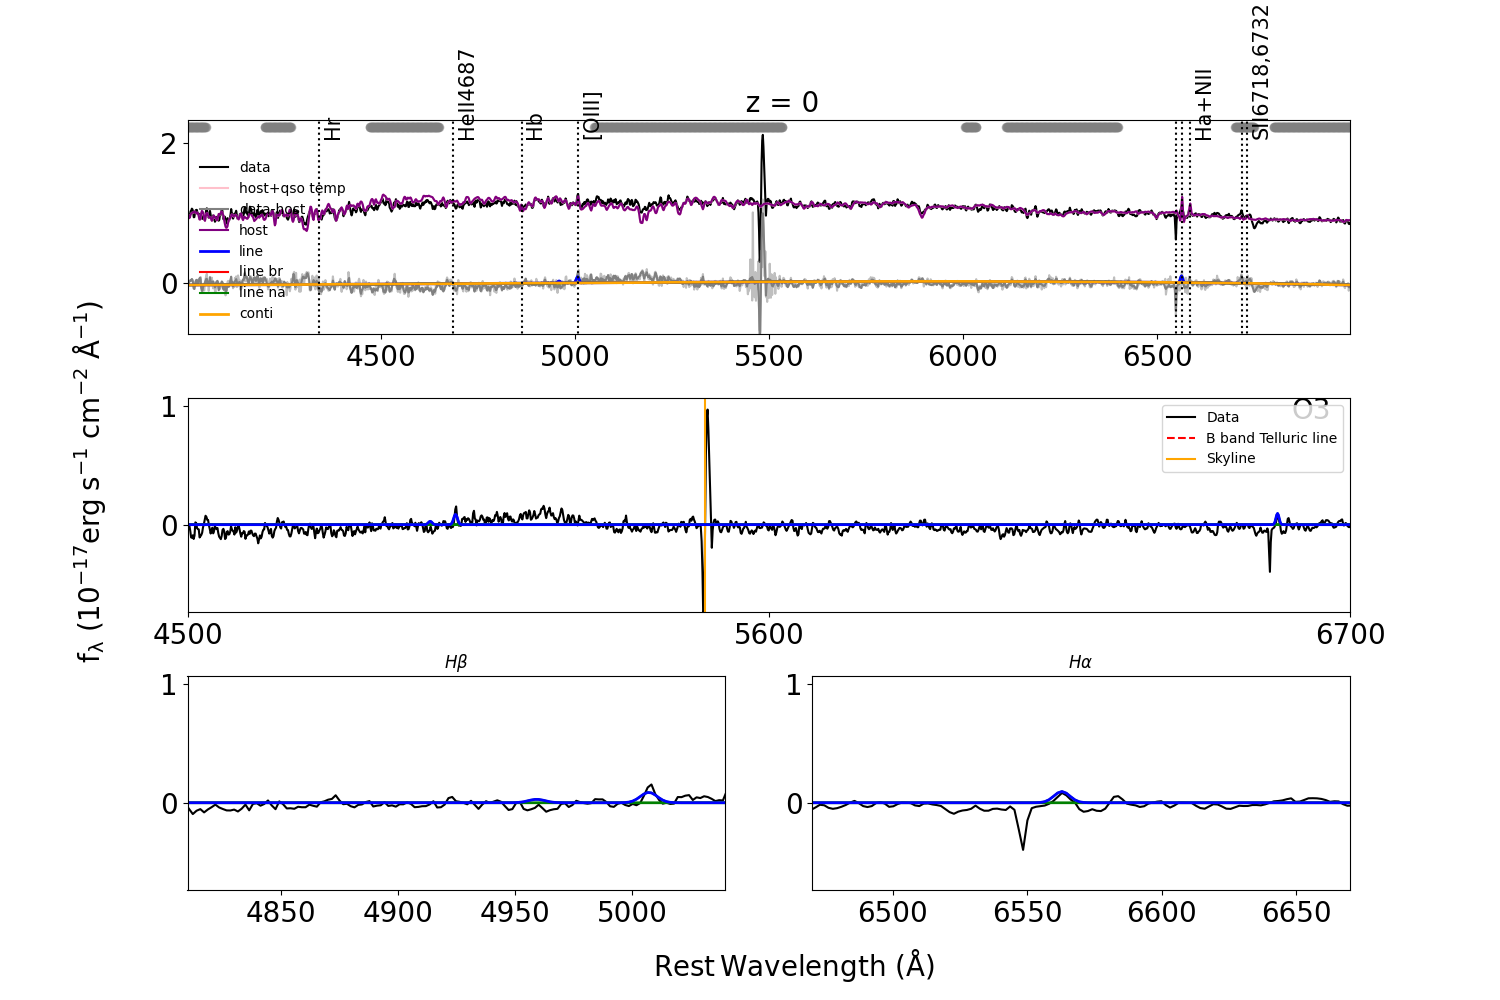 z = 0
Hr
HeII4687
Hb
[OIII]
Ha+NII
SII6718,6732
2
0
data
host+qso temp
data-host
host
line
line br
line na
conti
4500 5000 5500 6000 6500
fλ (10−17erg s−1 cm−2 Å−1)
O3
1
0
Data
B band Telluric line
Skyline
4500 5600 6700
Hβ
1
0
4850 4900 4950 5000
Hα
1
0
6500 6550 6600 6650
Rest Wavelength (Å)